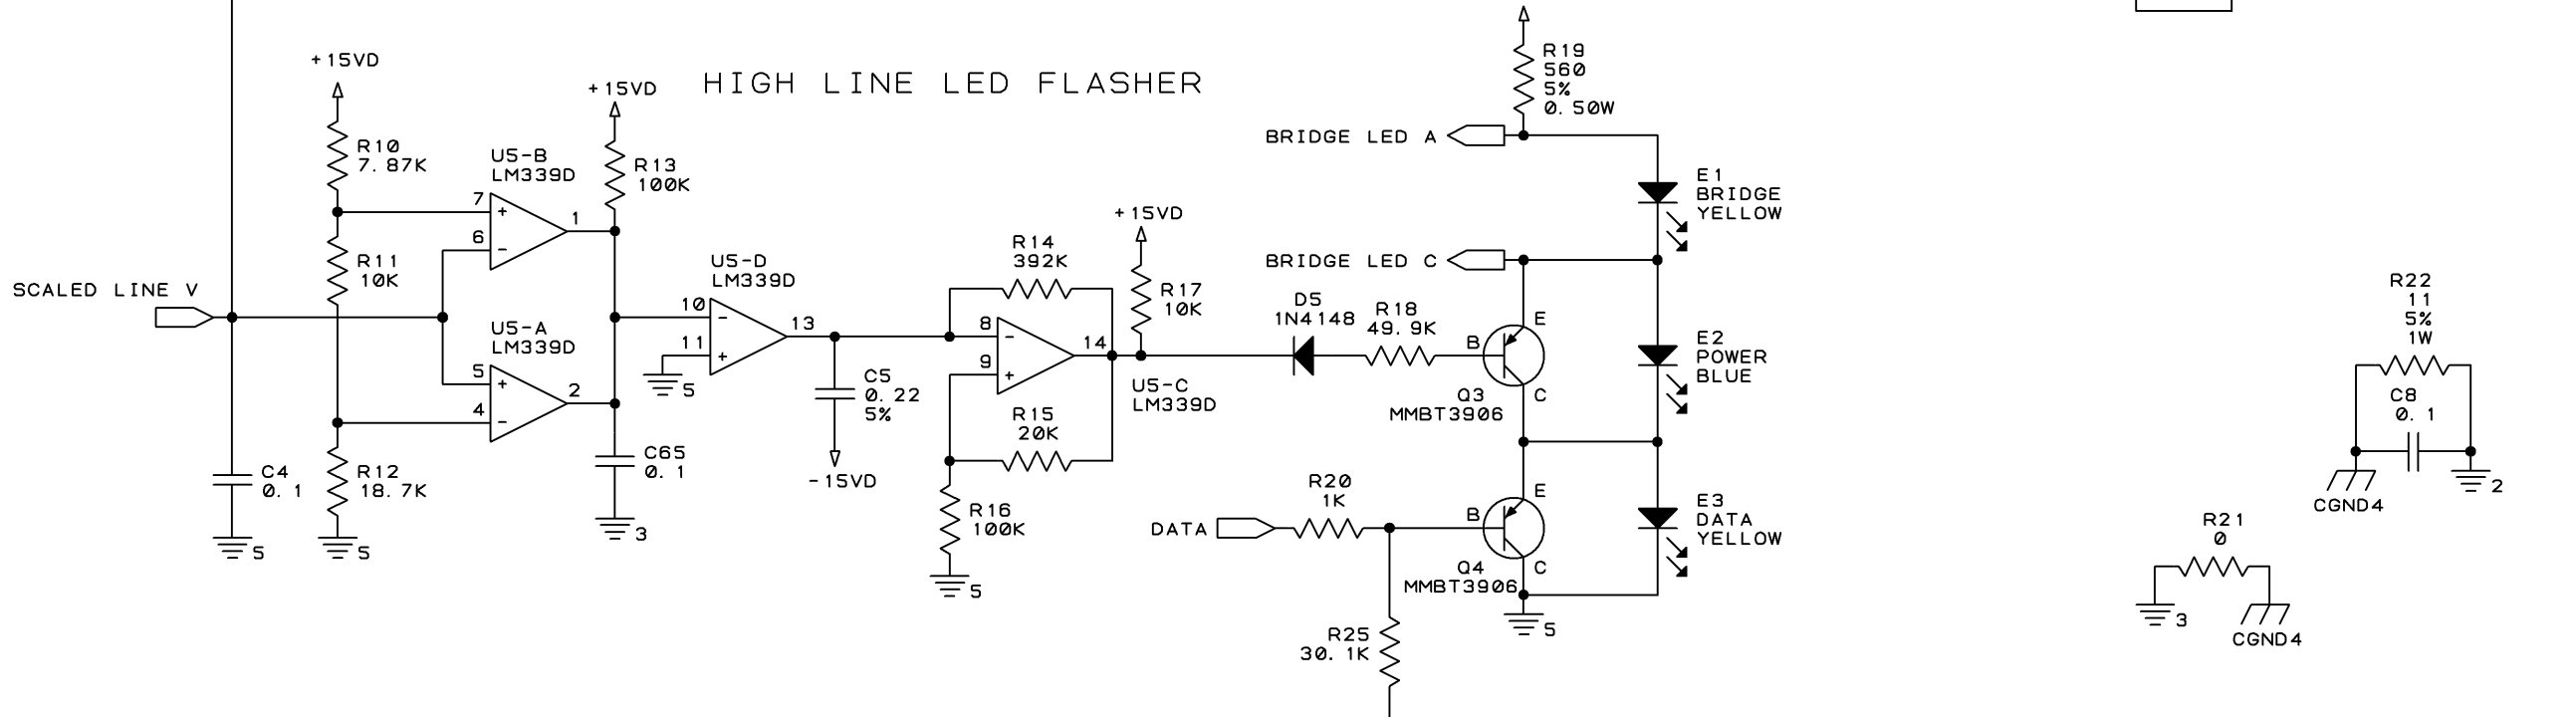 +15VD
R10
7.87K
R11
10K
SCALED LINE V
C4
0.1
5
R12
18.7K
5
U5-B
LM339D
7
+
6
-
1
U5-A
LM339D
5
+
4
-
2
+15VD
R13
100K
C65
0.1
3
HIGH LINE LED FLASHER
U5-D
LM339D
10
-
11
+
13
5
C5
0.22
5%
-15VD
R14
392K
8
-
9
+
14
R15
20K
R16
100K
5
+15VD
R17
10K
U5-C
LM339D
D5
1N4148
R18
49.9K
R19
560
5%
0.50W
BRIDGE LED A
BRIDGE LED C
E1
BRIDGE
YELLOW
E
B
C
Q3
MMBT3906
E2
POWER
BLUE
DATA
R20
1K
E
B
C
Q4
MMBT3906
5
E3
DATA
YELLOW
R25
30.1K
R22
11
5%
1W
C8
0.1
CGND4
2
R21
0
3
CGND4